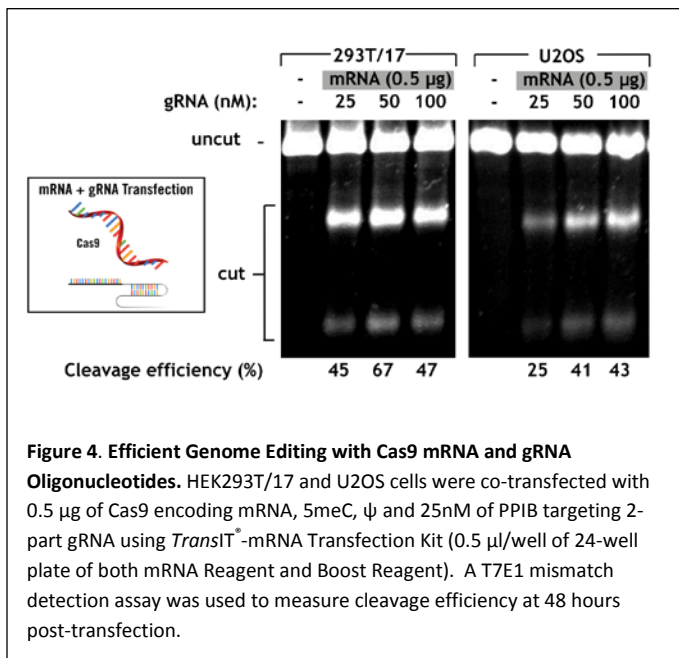 293T/17 U2OS
- mRNA (0.5 µg) - mRNA (0.5 µg)
gRNA (nM): - 25 50 100 - 25 50 100
uncut -
mRNA + gRNA Transfection
Cas9
cut
Cleavage efficiency (%) 45 67 47 25 41 43
Figure 4. Efficient Genome Editing with Cas9 mRNA and gRNA
Oligonucleotides. HEK293T/17 and U2OS cells were co-transfected with
0.5 µg of Cas9 encoding mRNA, 5meC, ψ and 25nM of PPIB targeting 2-
part gRNA using TransIT®-mRNA Transfection Kit (0.5 µl/well of 24-well
plate of both mRNA Reagent and Boost Reagent). A T7E1 mismatch
detection assay was used to measure cleavage efficiency at 48 hours
post-transfection.